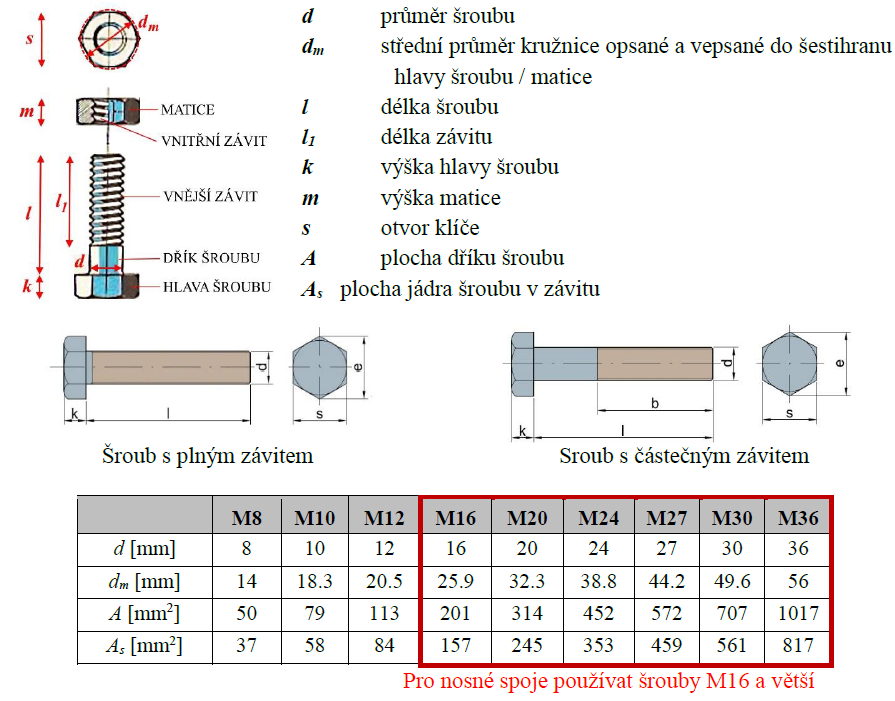 d průměr šroubu
dm střední průměr kružnice opsané a vepsané do šestihranu
hlavy šroubu / matice
l délka šroubu
l1 délka závitu
k výška hlavy šroubu
m výška matice
s otvor klíče
A plocha dříku šroubu
As plocha jádra šroubu v závitu
s
dm
m
MATICE
VNITŘNÍ ZÁVIT
l
l1
VNĚJŠÍ ZÁVIT
d
DŘÍK ŠROUBU
k
HLAVA ŠROUBU
k l d s e
Šroub s plným závitem
k l b d s e
Sroub s částečným závitem
M8 M10 M12 M16 M20 M24 M27 M30 M36
d [mm] 8 10 12 16 20 24 27 30 36
dm [mm] 14 18.3 20.5 25.9 32.3 38.8 44.2 49.6 56
A [mm2] 50 79 113 201 314 452 572 707 1017
As [mm2] 37 58 84 157 245 353 459 561 817
Pro nosné spoje používat šrouby M16 a větší